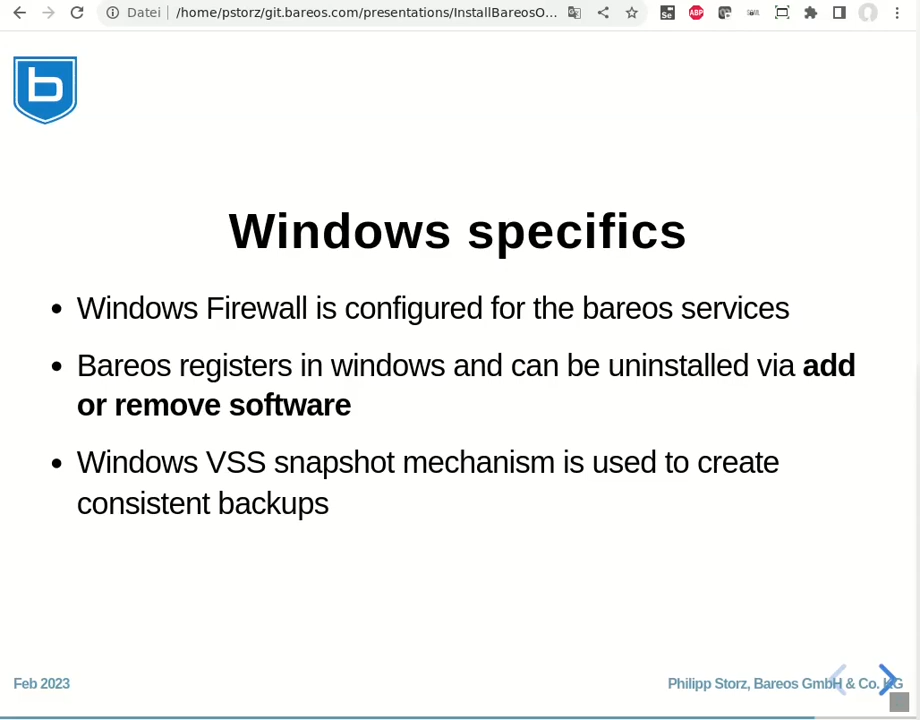 Datei /home/pstorz/git.bareos.com/presentations/InstallBareosO...
Se ABP
b
Windows specifics
• Windows Firewall is configured for the bareos services
• Bareos registers in windows and can be uninstalled via add
or remove software
• Windows VSS snapshot mechanism is used to create
consistent backups
Feb 2023 Philipp Storz, Bareos GmbH & Co. KG